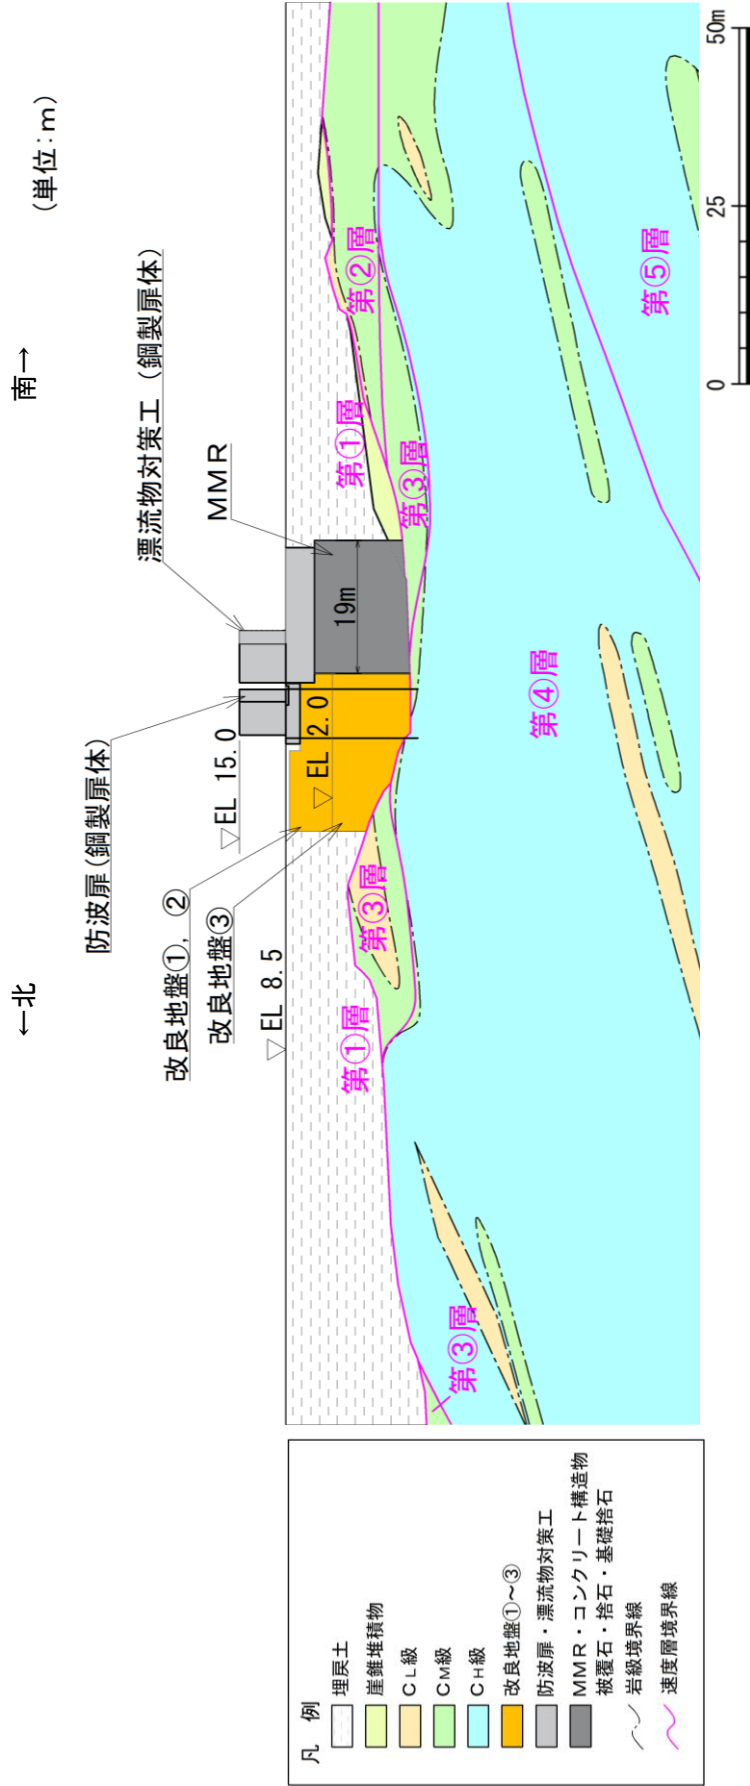 (単位:m)
←北
南→
漂流物対策工(鋼製扉体)
防波扉(鋼製扉体)
MMR
改良地盤①,②
改良地盤③
▽EL 15.0
▽EL 8.5
▽EL 2.0
19m
第①層
第①層
第②層
第③層
第③層
第③層
第④層
第⑤層
0 25 50m
凡 例
埋戻土
崖錐堆積物
CL級
CM級
CH級
改良地盤①~③
防波扉・漂流物対策工
MMR・コンクリート構造物
被覆石・捨石・基礎捨石
岩級境界線
速度層境界線